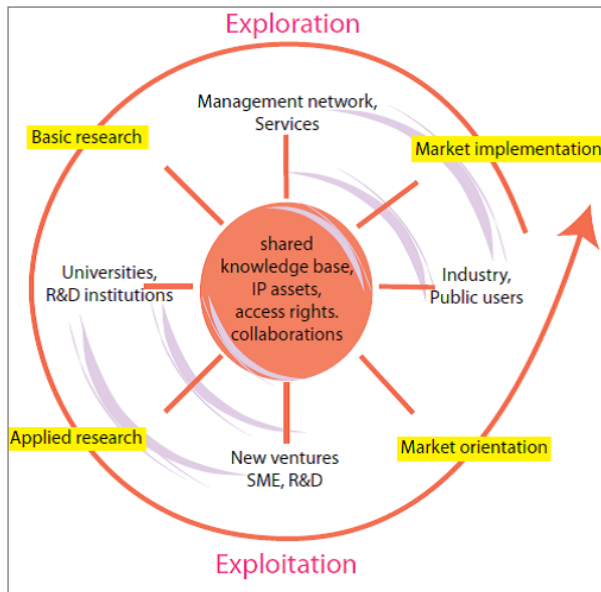 Exploration
Management network,
Services
Basic research
Market implementation
shared
knowledge base,
IP assets,
access rights.
collaborations
Universities,
R&D institutions
Industry,
Public users
Applied research
Market orientation
New ventures
SME, R&D
Exploitation